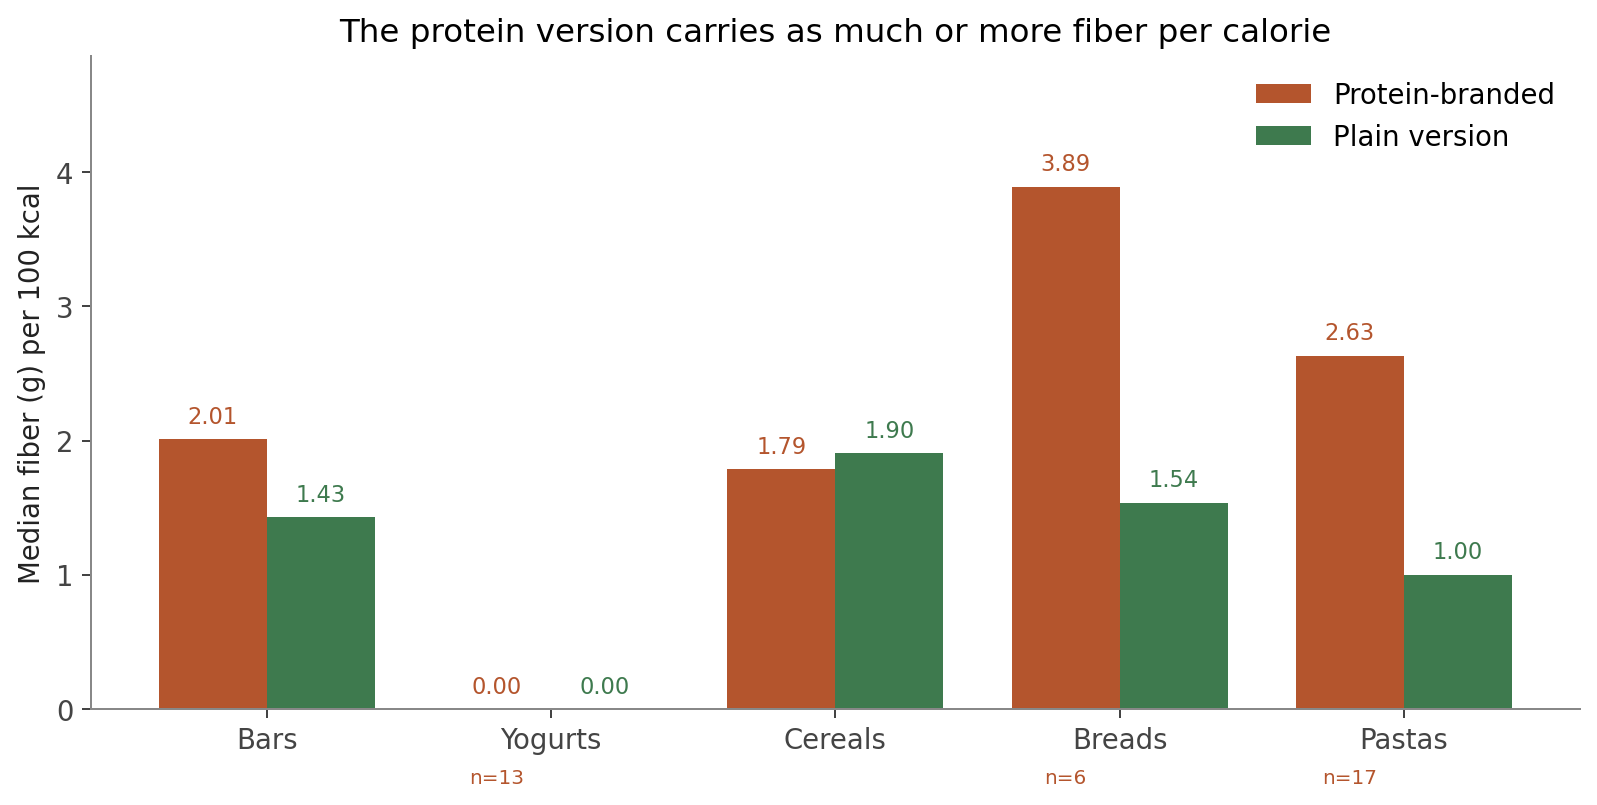 The protein version carries as much or more fiber per calorie
Protein-branded
Plain version
Median fiber (g) per 100 kcal
4
3
2
1
0
2.01
1.43
0.00
0.00
1.79
1.90
3.89
1.54
2.63
1.00
Bars
Yogurts
Cereals
Breads
Pastas
n=13
n=6
n=17